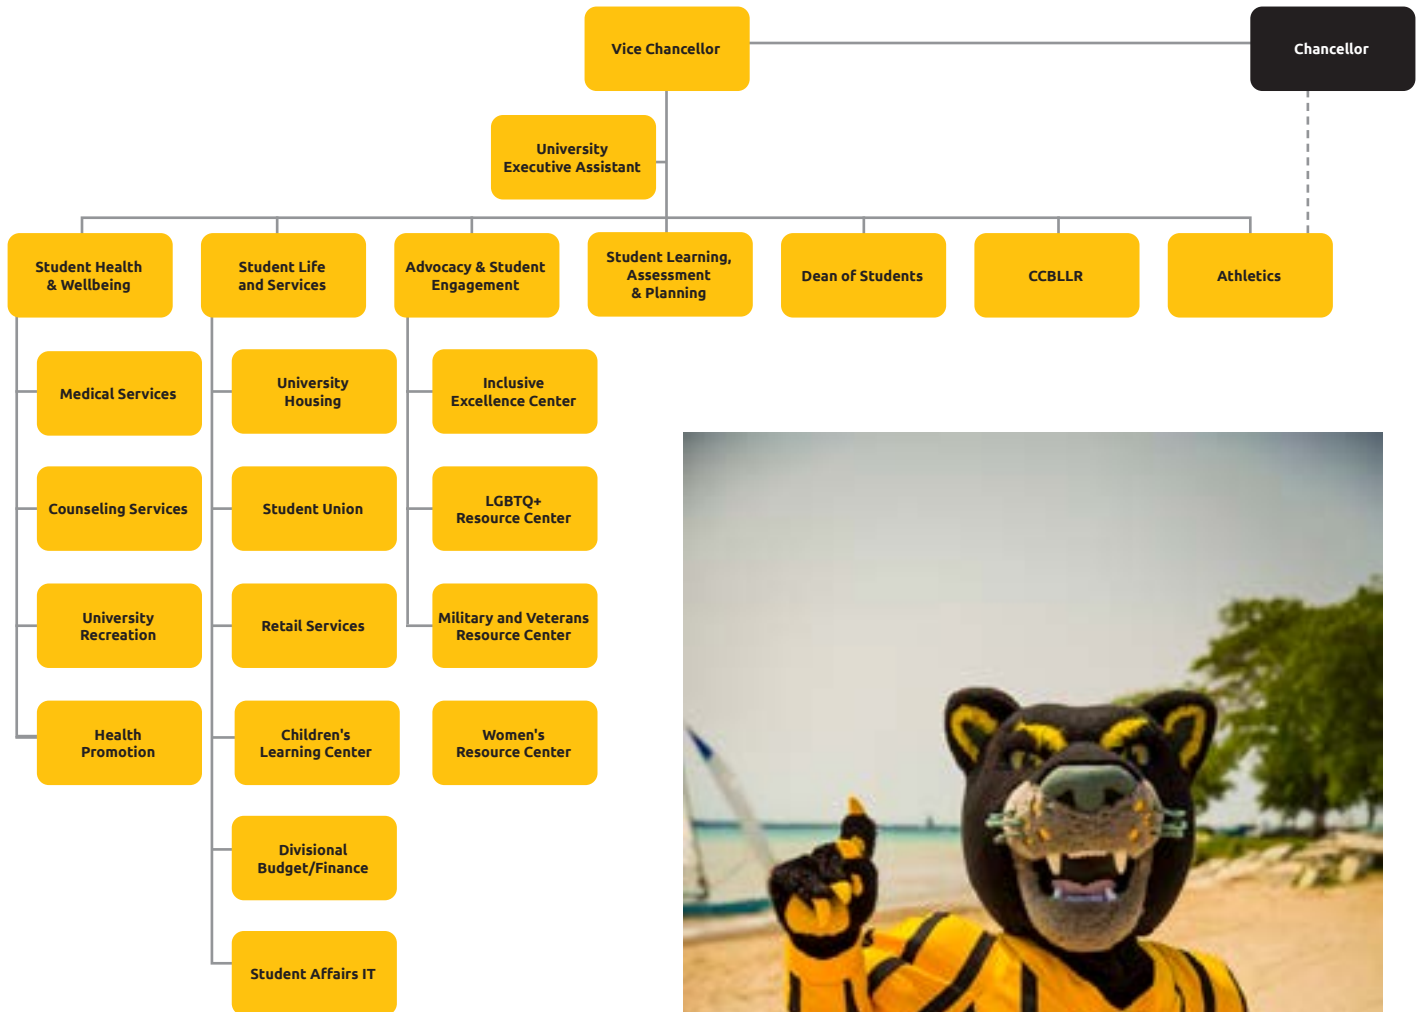 Vice Chancellor
Chancellor
University
Executive Assistant
Student Health
& Wellbeing
Student Life
and Services
Advocacy & Student
Engagement
Student Learning,
Assessment
& Planning
Dean of Students
CCBLLR
Athletics
Medical Services
University
Housing
Inclusive
Excellence Center
Counseling Services
Student Union
LGBTQ+
Resource Center
University
Recreation
Retail Services
Military and Veterans
Resource Center
Health
Promotion
Children's
Learning Center
Women's
Resource Center
Divisional
Budget/Finance
Student Affairs IT